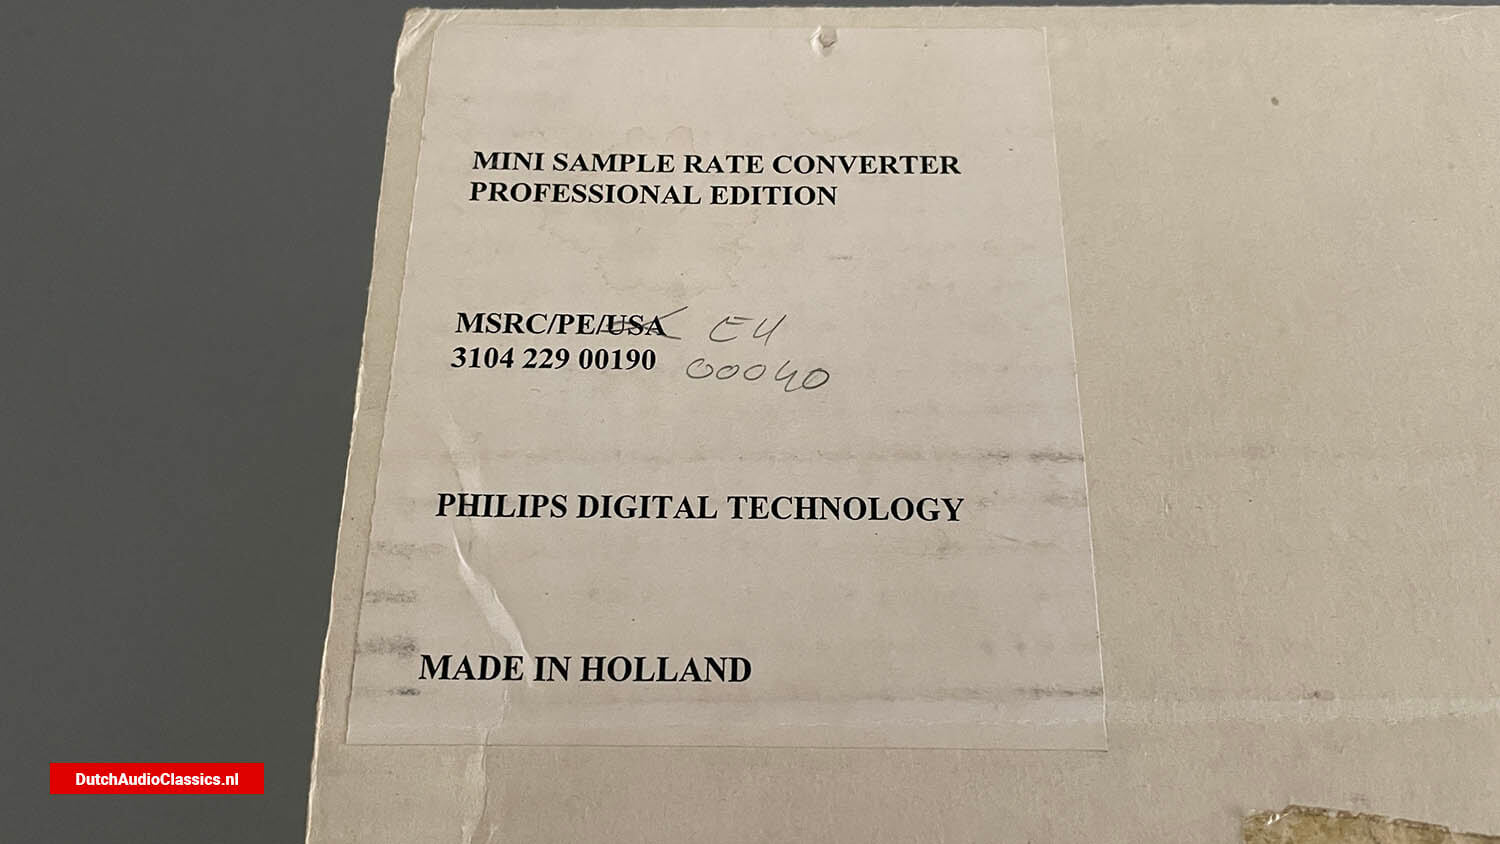 MINI SAMPLE RATE CONVERTER
PROFESSIONAL EDITION
MSRC/PE/USA EU
3104 229 00190 00040
PHILIPS DIGITAL TECHNOLOGY
MADE IN HOLLAND
DutchAudioClassics.nl